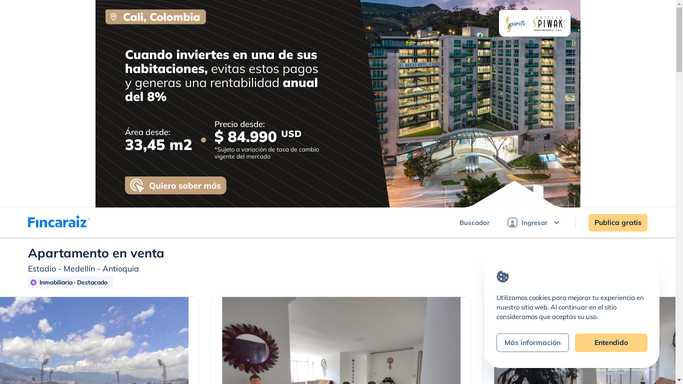 Cali, Colombia
Cuando inviertes en una de sus
habitaciones, evitas estos pagos
y generas una rentabilidad anual
del 8%
Área desde:
33,45 m2
Precio desde:
$ 84.990 USD
*Sujeto a variación de tasa de cambio
vigente del mercado
Quiero saber más
SPIWAK
Fincaraiz
Buscador
Ingresar
Publica gratis
Apartamento en venta
Estadio - Medellín - Antioquia
Inmobiliaria · Destacado
Utilizamos cookies para mejorar tu experiencia en
nuestro sitio web. Al continuar en el sitio
consideramos que aceptas su uso.
Más información
Entendido